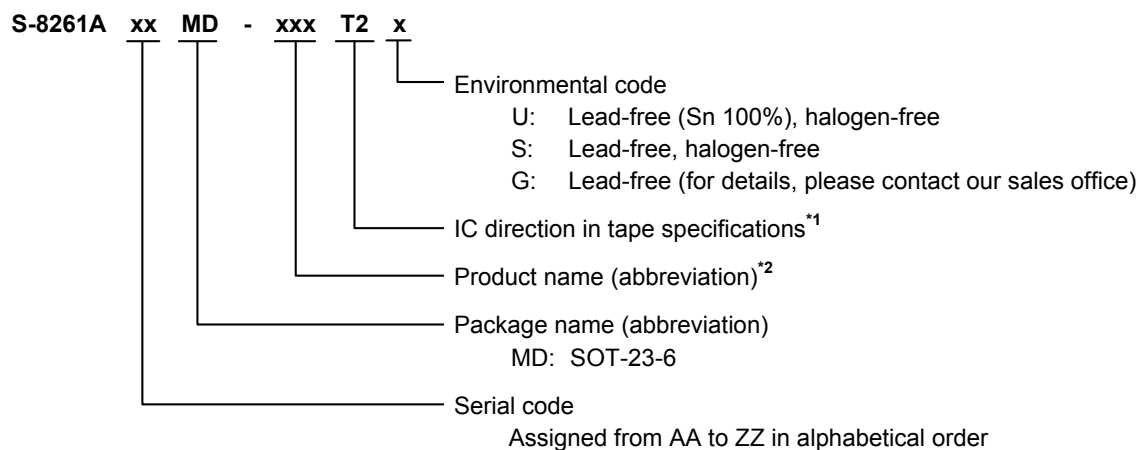 S-8261A xx MD - xxx T2 x
Environmental code
U: Lead-free (Sn 100%), halogen-free
S: Lead-free, halogen-free
G: Lead-free (for details, please contact our sales office)
IC direction in tape specifications*1
Product name (abbreviation)*2
Package name (abbreviation)
MD: SOT-23-6
Serial code
Assigned from AA to ZZ in alphabetical order